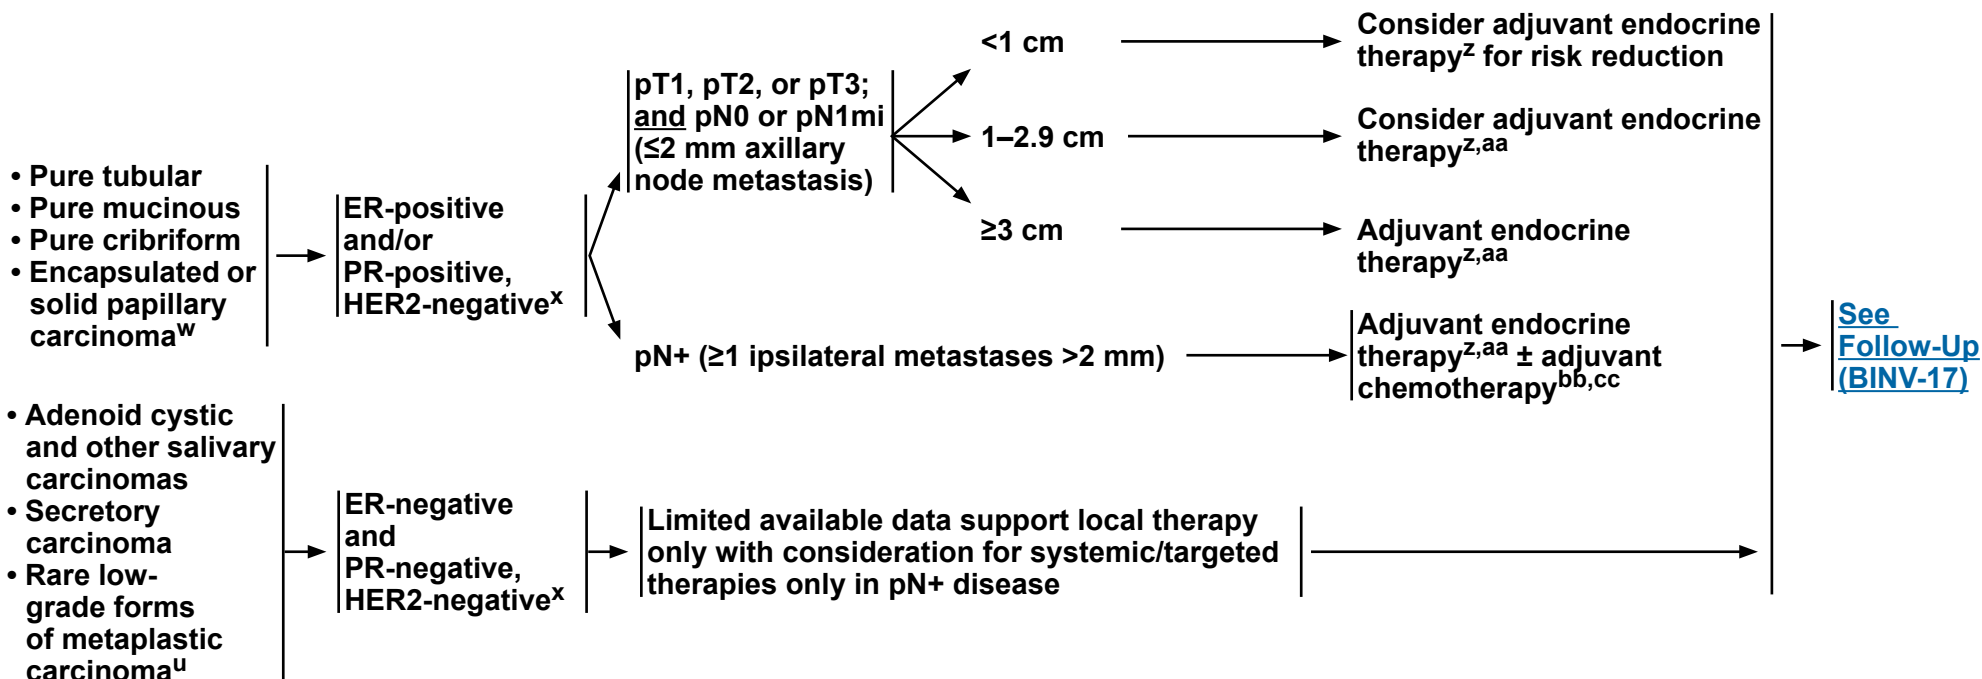 • Pure tubular
• Pure mucinous
• Pure cribriform
• Encapsulated or
solid papillary
carcinomaʷ
ER-positive
and/or
PR-positive,
HER2-negativeˣ
pT1, pT2, or pT3;
and pN0 or pN1mi
(≤2 mm axillary
node metastasis)
<1 cm
Consider adjuvant endocrine
therapyᶻ for risk reduction
1–2.9 cm
Consider adjuvant endocrine
therapyᶻ,ᵃᵃ
≥3 cm
Adjuvant endocrine
therapyᶻ,ᵃᵃ
pN+ (≥1 ipsilateral metastases >2 mm)
Adjuvant endocrine
therapyᶻ,ᵃᵃ ± adjuvant
chemotherapyᵇᵇ,ᶜᶜ
See
Follow-Up
(BINV-17)
• Adenoid cystic
and other salivary
carcinomas
• Secretory
carcinoma
• Rare low-
grade forms
of metaplastic
carcinomaᵘ
ER-negative
and
PR-negative,
HER2-negativeˣ
Limited available data support local therapy
only with consideration for systemic/targeted
therapies only in pN+ disease